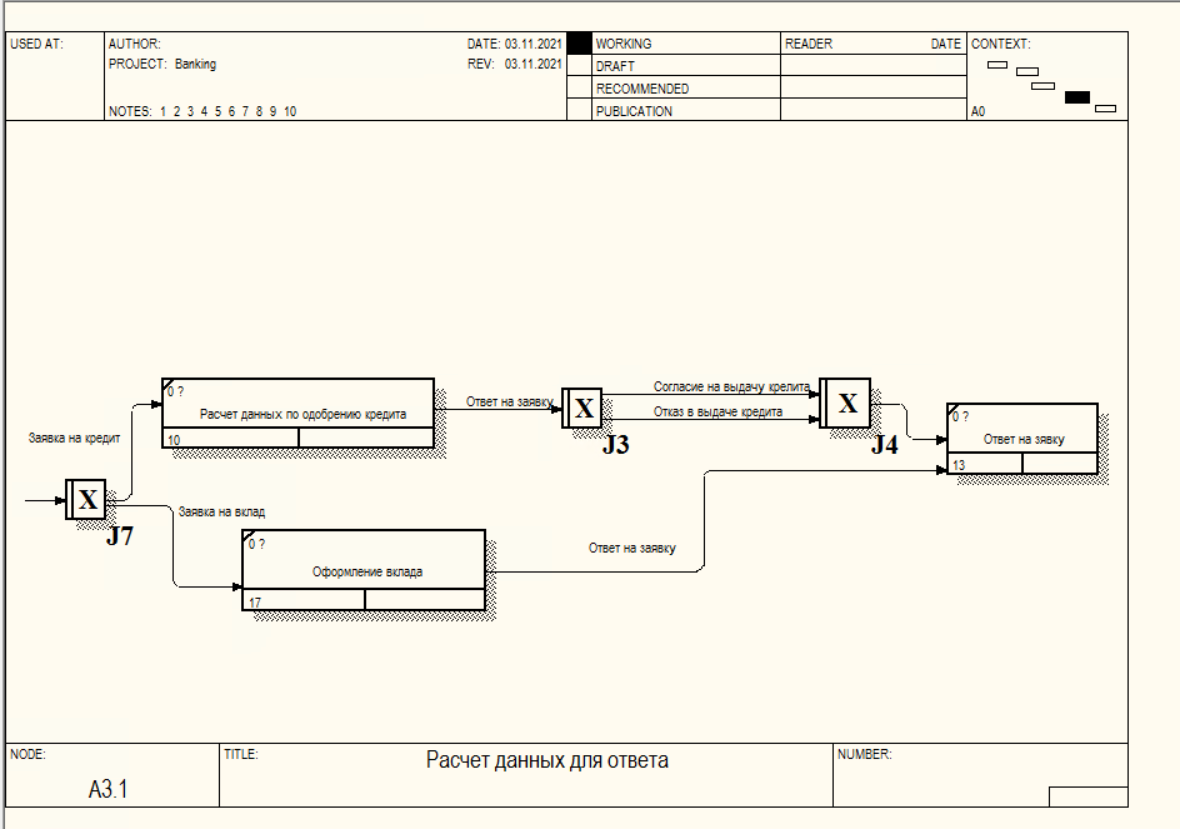 USED AT:
AUTHOR:
DATE: 03.11.2021
WORKING
READER
DATE
CONTEXT:
PROJECT: Banking
REV: 03.11.2021
DRAFT
RECOMMENDED
NOTES: 1 2 3 4 5 6 7 8 9 10
PUBLICATION
A0
0 ?
Расчет данных по одобрению кредита
10
Ответ на заявку
X
J3
Согласие на выдачу крелита
Отказ в выдаче кредита
X
J4
0 ?
Ответ на зявку
13
Заявка на кредит
X
J7
Заявка на вклад
0 ?
Оформление вклада
17
Ответ на заявку
NODE:
A3.1
TITLE:
Расчет данных для ответа
NUMBER: